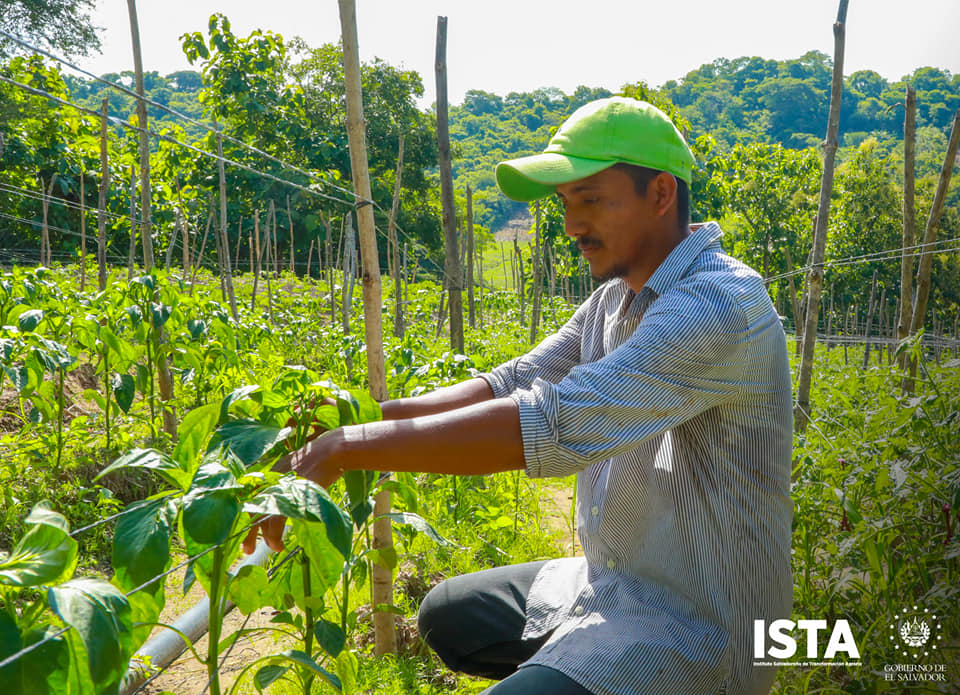 ISTA
Instituto Salvadoreño de Transformación Agraria
GOBIERNO DE
EL SALVADOR